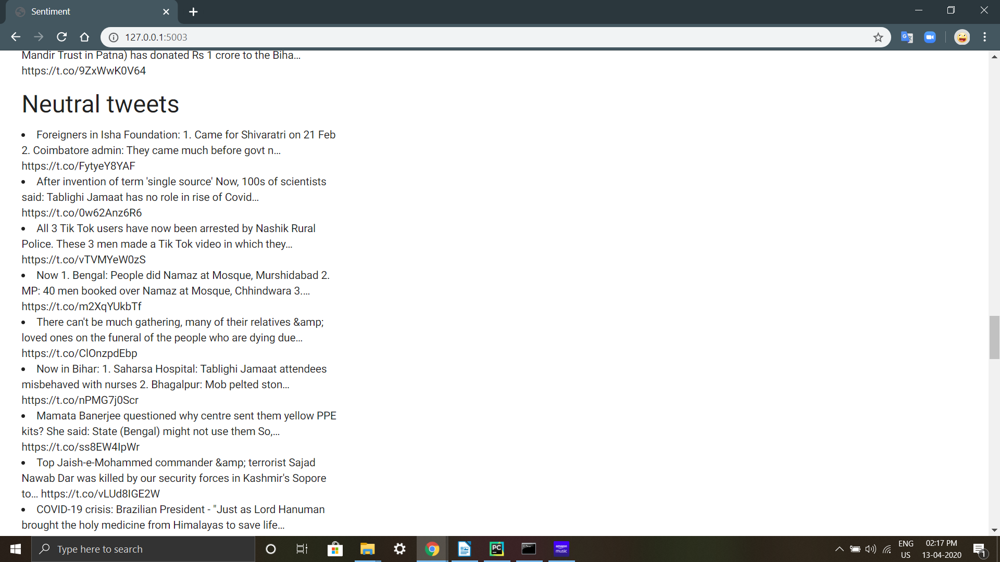 Sentiment
127.0.0.1:5003
Mandir Trust in Patna) has donated Rs 1 crore to the Biha…
https://t.co/9ZxWwK0V64
Neutral tweets
• Foreigners in Isha Foundation: 1. Came for Shivaratri on 21 Feb
2. Coimbatore admin: They came much before govt n…
https://t.co/FytyeY8YAF
• After invention of term 'single source' Now, 100s of scientists
said: Tablighi Jamaat has no role in rise of Covid…
https://t.co/0w62Anz6R6
• All 3 Tik Tok users have now been arrested by Nashik Rural
Police. These 3 men made a Tik Tok video in which they…
https://t.co/vTVMYeW0zS
• Now 1. Bengal: People did Namaz at Mosque, Murshidabad 2.
MP: 40 men booked over Namaz at Mosque, Chhindwara 3.…
https://t.co/m2XqYUkbTf
• There can't be much gathering, many of their relatives &amp;
loved ones on the funeral of the people who are dying due…
https://t.co/ClOnzpdEbp
• Now in Bihar: 1. Saharsa Hospital: Tablighi Jamaat attendees
misbehaved with nurses 2. Bhagalpur: Mob pelted ston…
https://t.co/nPMG7j0Scr
• Mamata Banerjee questioned why centre sent them yellow PPE
kits? She said: State (Bengal) might not use them So,…
https://t.co/ss8EW4IpWr
• Top Jaish-e-Mohammed commander &amp; terrorist Sajad
Nawab Dar was killed by our security forces in Kashmir's Sopore
to… https://t.co/vLUd8IGE2W
• COVID-19 crisis: Brazilian President - "Just as Lord Hanuman
brought the holy medicine from Himalayas to save life…
Type here to search
PC
amazon
music
ENG
US
02:17 PM
13-04-2020
1